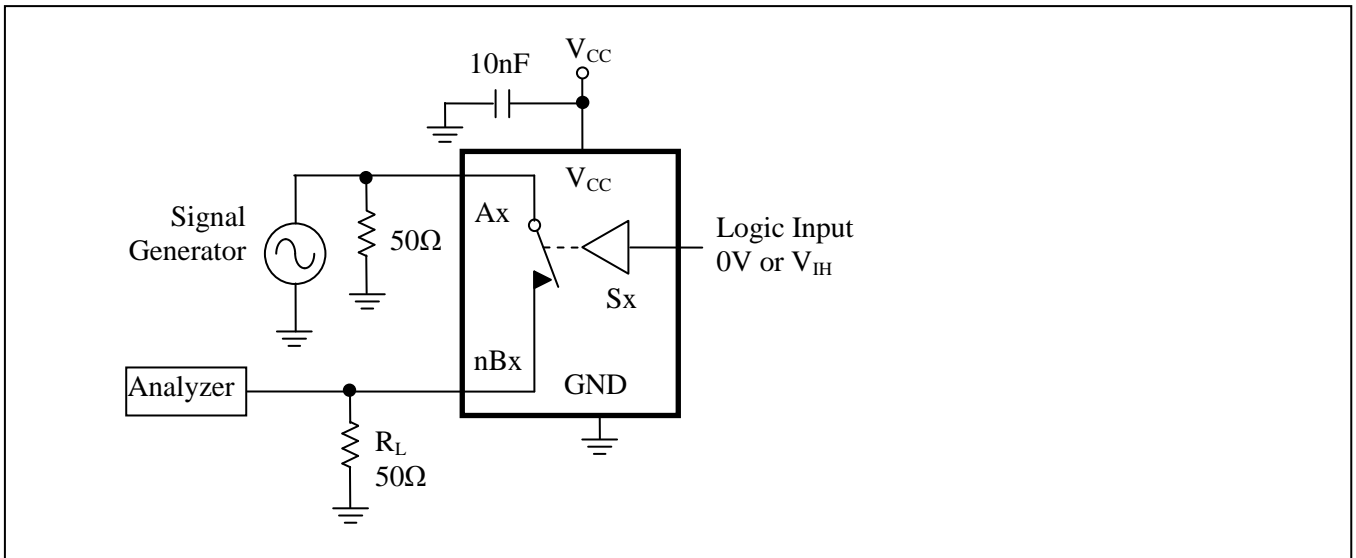 V_CC
10nF
V_CC
Ax
Signal
Generator
50Ω
Logic Input
0V or V_IH
Sx
nBx
GND
Analyzer
R_L
50Ω